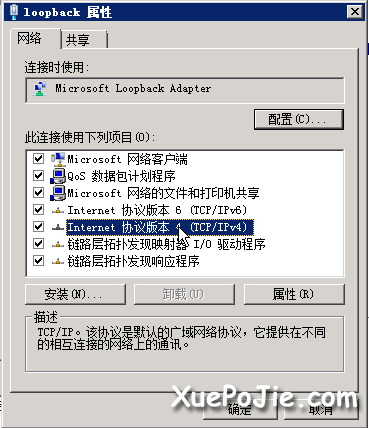 loopback 属性
网络
共享
连接时使用:
Microsoft Loopback Adapter
配置(C)...
此连接使用下列项目(O):
Microsoft 网络客户端
QoS 数据包计划程序
Microsoft 网络的文件和打印机共享
Internet 协议版本 6 (TCP/IPv6)
Internet 协议版本 4 (TCP/IPv4)
链路层拓扑发现映射器 I/O 驱动程序
链路层拓扑发现响应程序
安装(N)...
卸载(U)
属性(R)
描述
TCP/IP。该协议是默认的广域网络协议，它提供在不同
的相互连接的网络上的通讯。
XuePoJie.com
确定
取消